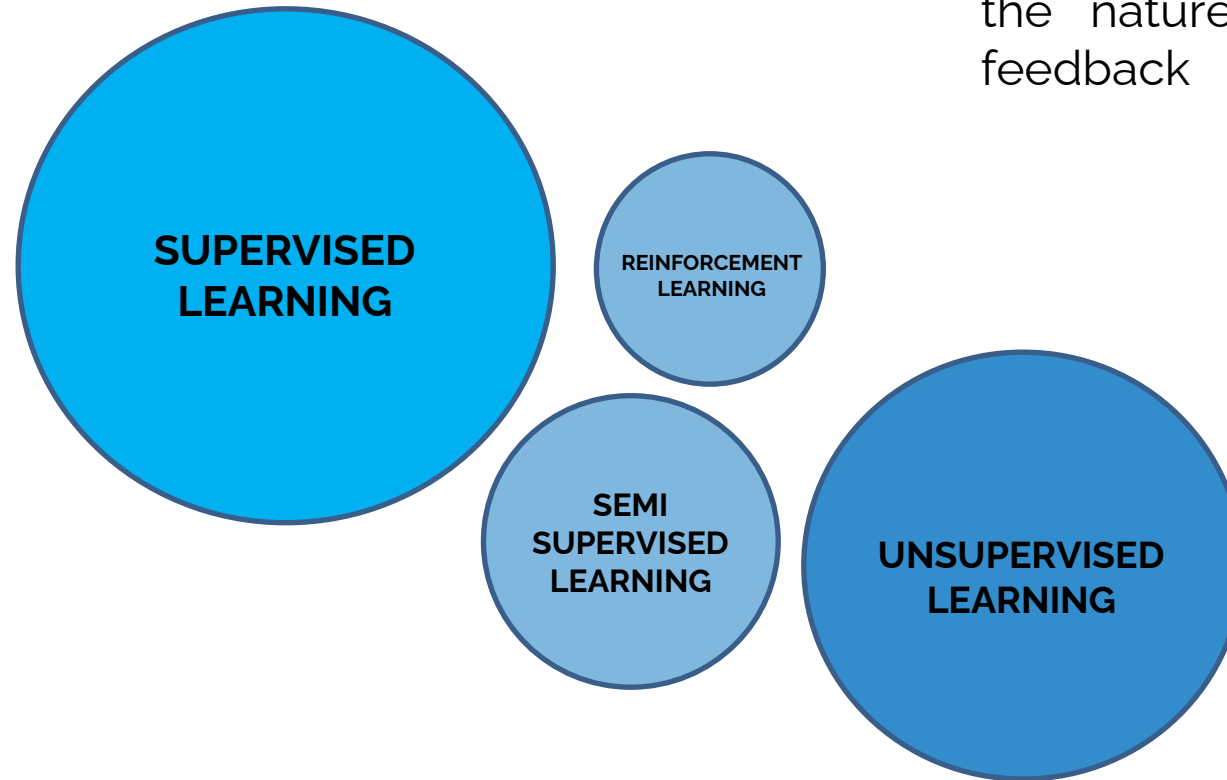 the nature
feedback
SUPERVISED
LEARNING
REINFORCEMENT
LEARNING
SEMI
SUPERVISED
LEARNING
UNSUPERVISED
LEARNING